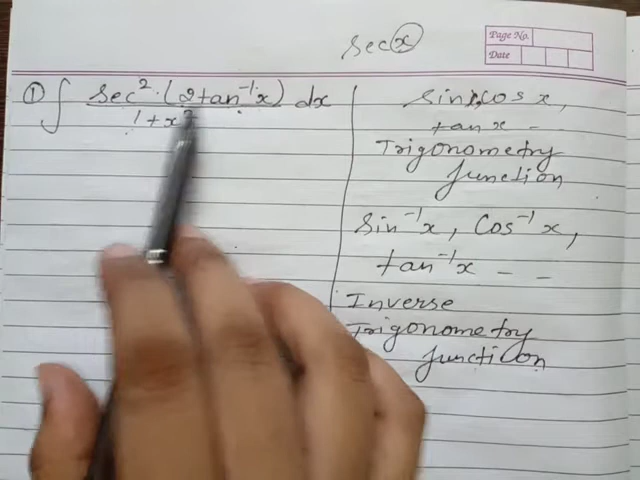 sec x
Page No.
Date
① ∫ sec² · (2tan⁻¹x) dx
1 + x²
sin x, cos x,
tan x - -
Trigonometry
function
sin⁻¹x, cos⁻¹x,
tan⁻¹x - -
Inverse
Trigonometry
function